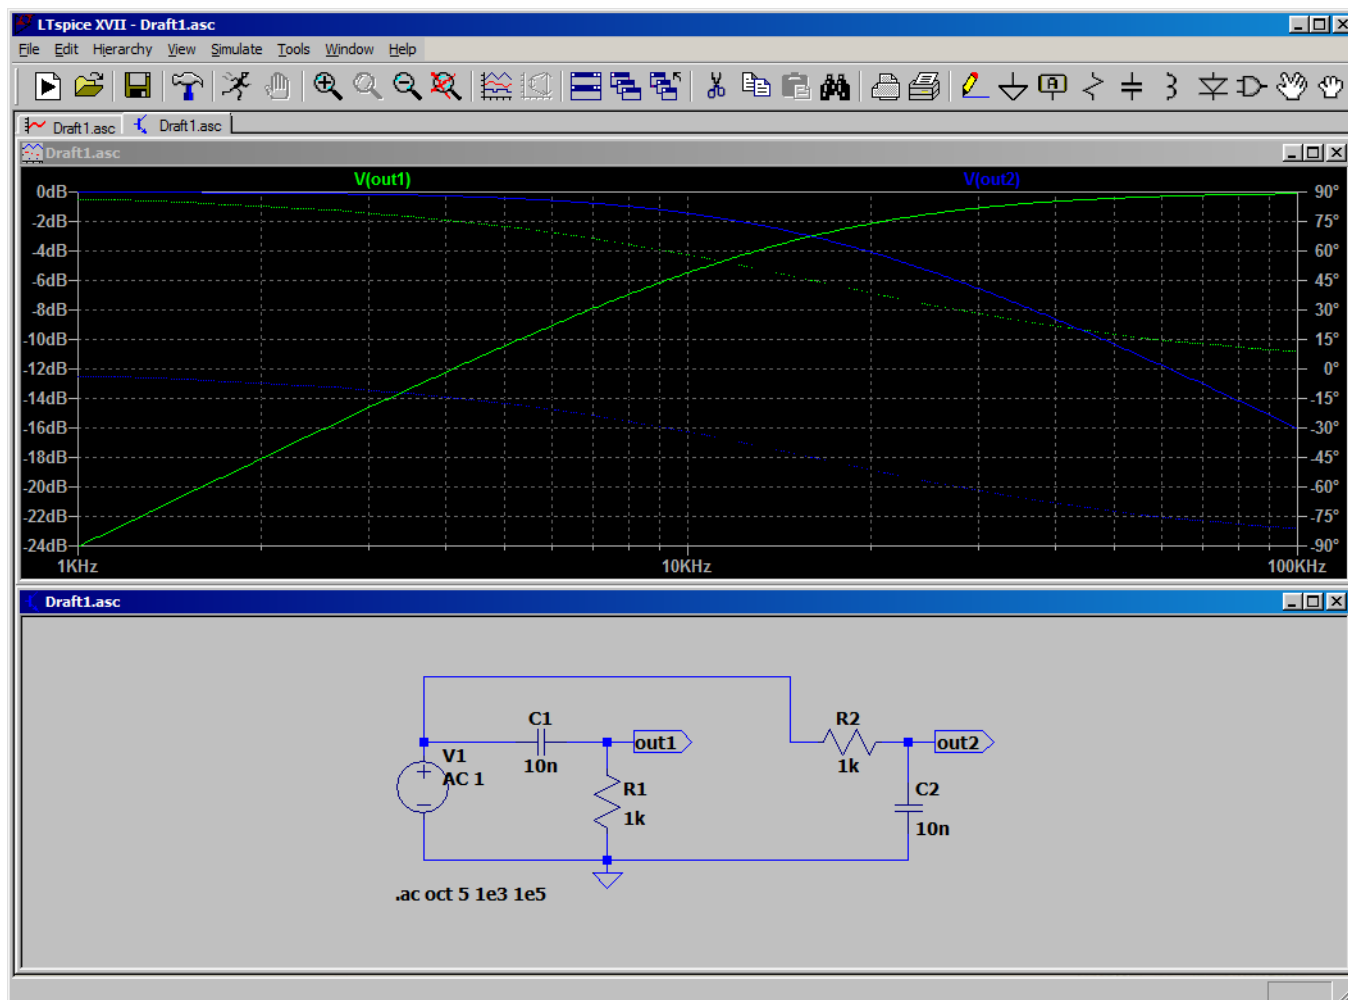 LTspice XVII - Draft1.asc
File Edit Hierarchy View Simulate Tools Window Help
A
Draft1.asc Draft1.asc
Draft1.asc
V(out1) V(out2)
0dB 90°
-2dB 75°
-4dB 60°
-6dB 45°
-8dB 30°
-10dB 15°
-12dB 0°
-14dB -15°
-16dB -30°
-18dB -45°
-20dB -60°
-22dB -75°
-24dB -90°
1KHz 10KHz 100KHz
Draft1.asc
C1 R2
out1 out2
V1
10n 1k
AC 1
R1 C2
1k
10n
.ac oct 5 1e3 1e5